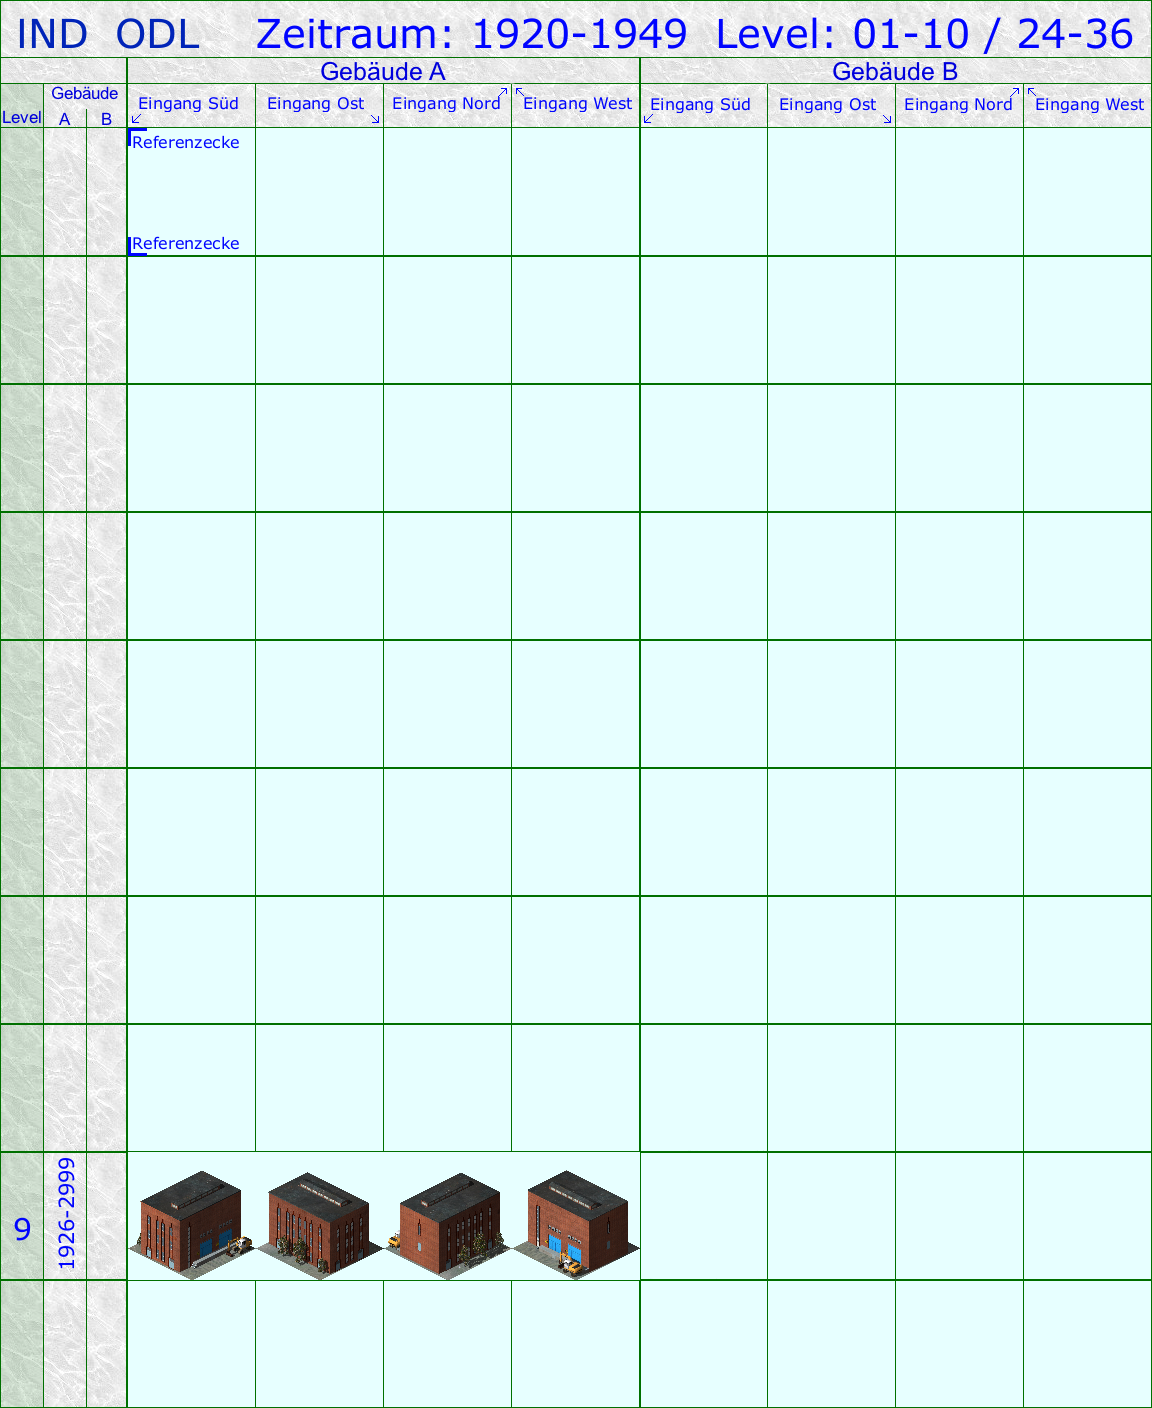 IND ODL Zeitraum: 1920-1949 Level: 01-10 / 24-36
Gebäude A Gebäude B
Level Gebäude A B Eingang Süd Eingang Ost Eingang Nord Eingang West Eingang Süd Eingang Ost Eingang Nord Eingang West
Referenzecke
Referenzecke
9 1926-2999